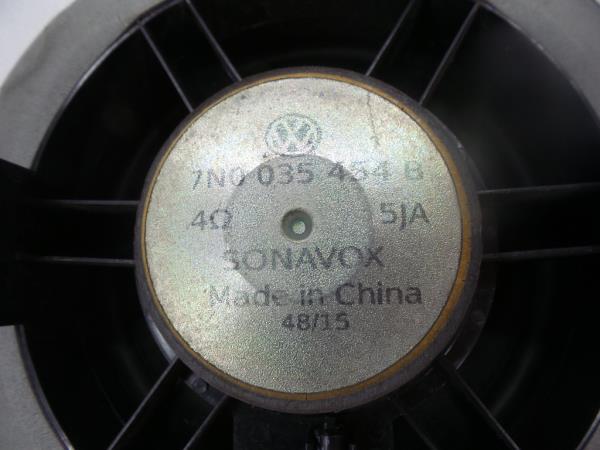 7N0 035 454 B
4Ω 5JA
SONAVOX
Made in China
48/15